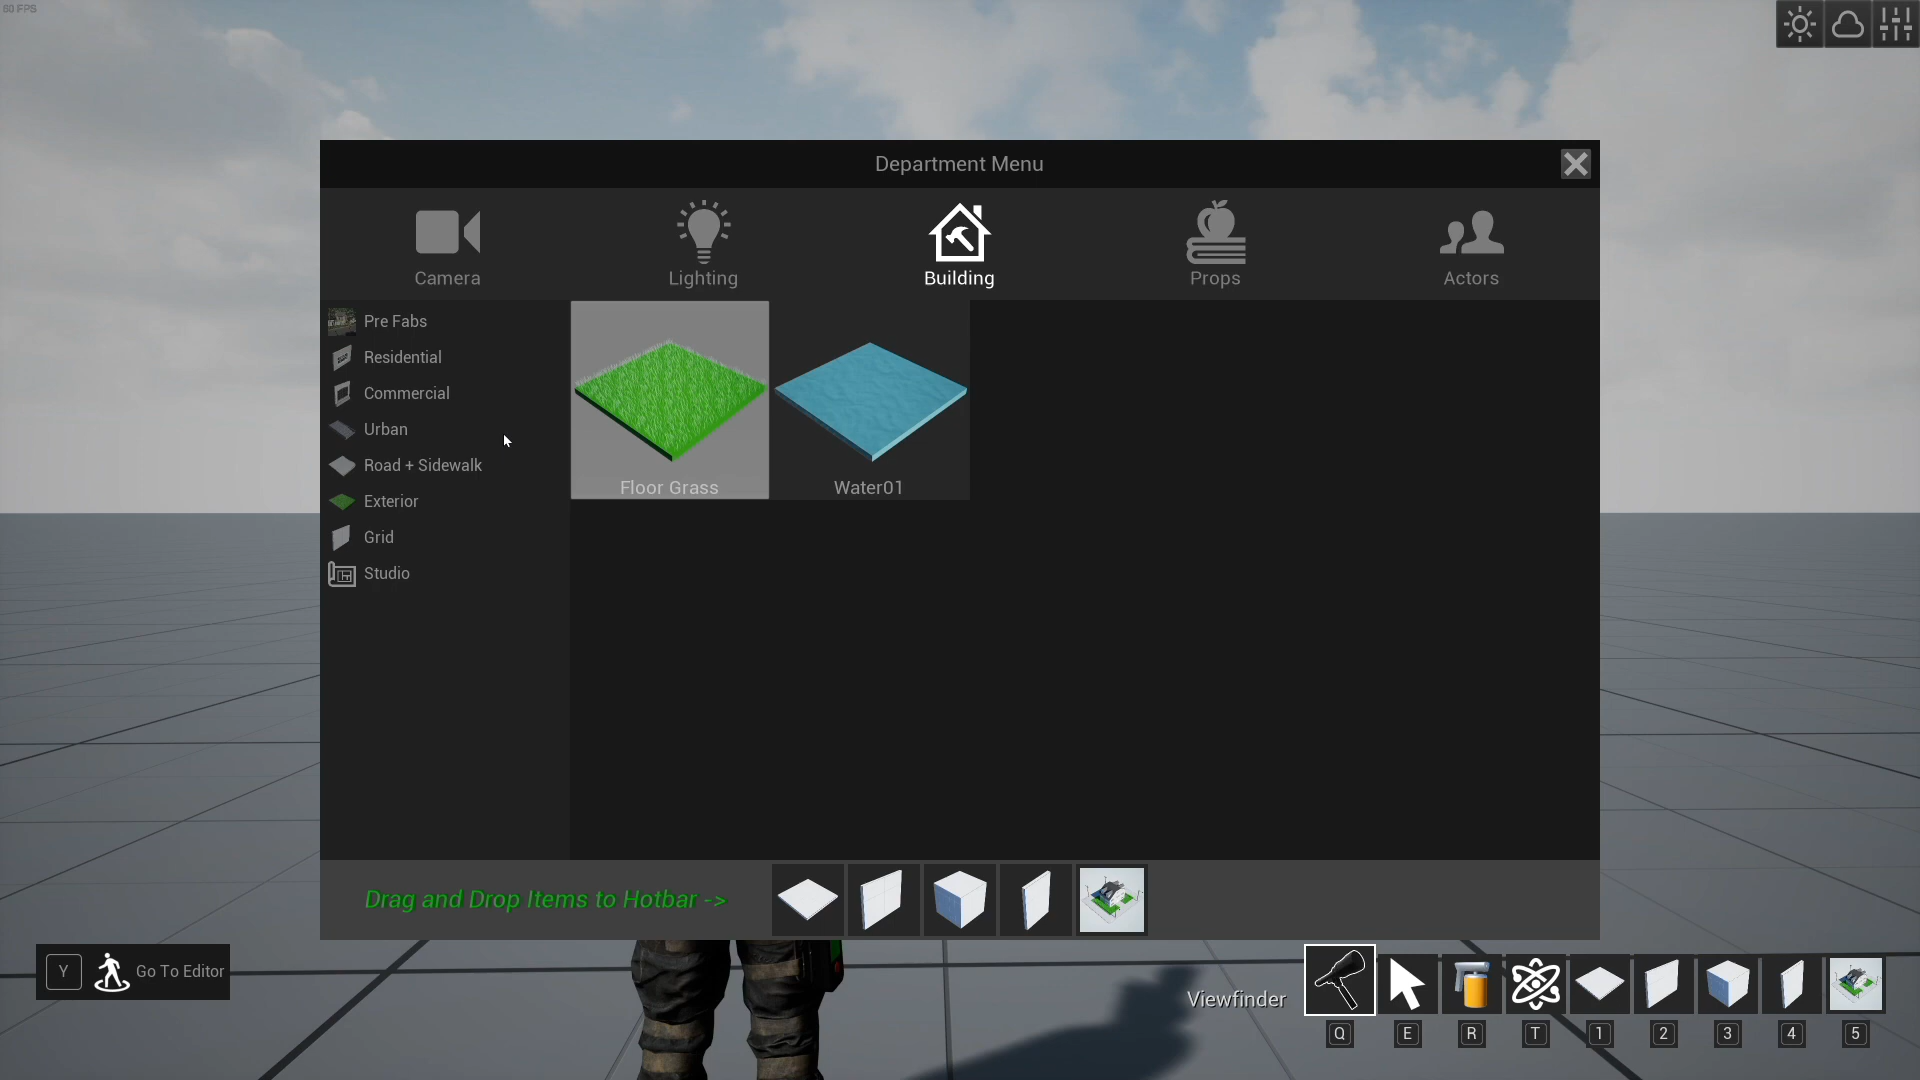 60 FPS
Department Menu
Camera
Lighting
Building
Props
Actors
Pre Fabs
Residential
Commercial
Urban
Road + Sidewalk
Exterior
Grid
Studio
Floor Grass
Water01
Drag and Drop Items to Hotbar ->
Y
Go To Editor
Viewfinder
Q
E
R
T
1
2
3
4
5